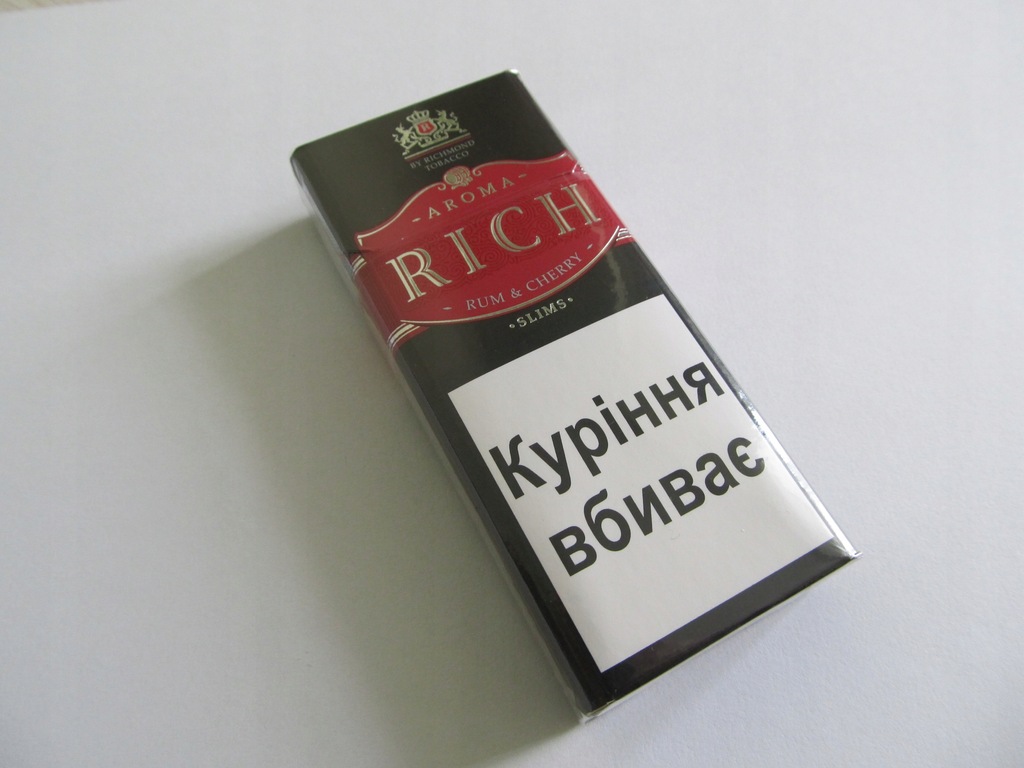 BY RICHMOND
TOBACCO
-AROMA-
RICH
RUM & CHERRY
•SLIMS•
Куріння
вбиває